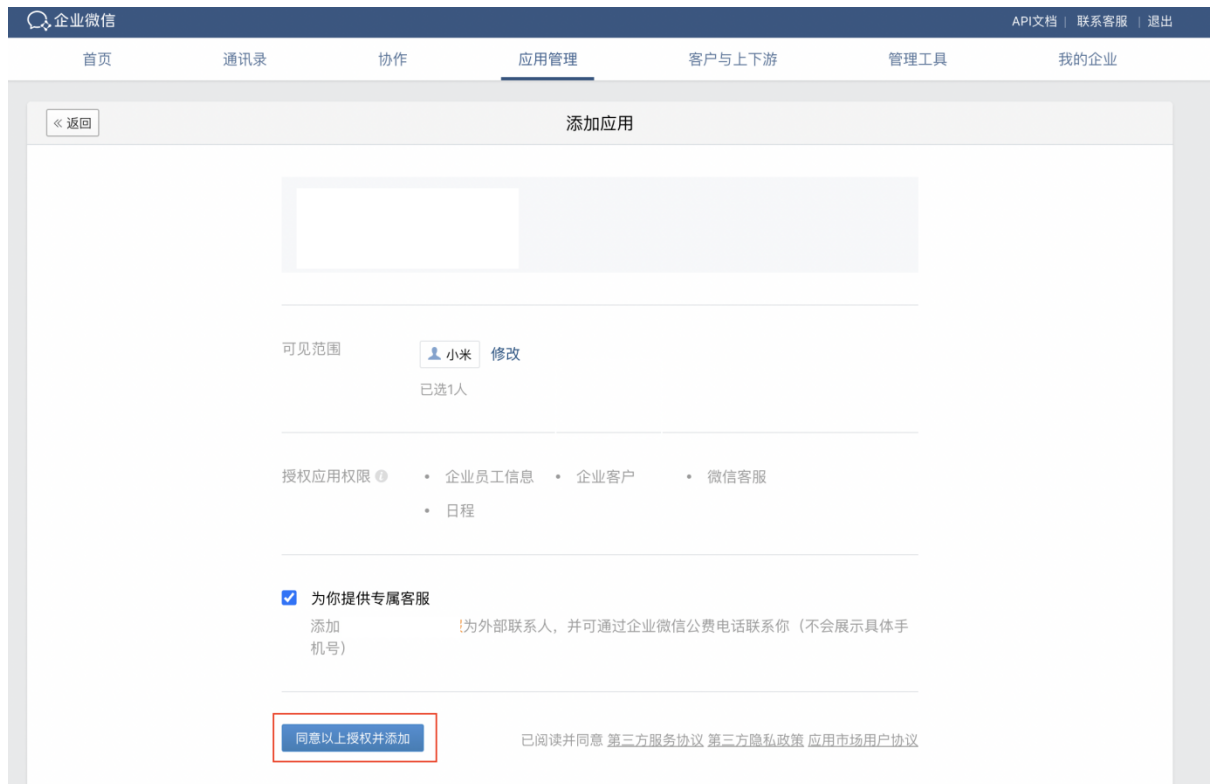 企业微信
API文档 | 联系客服 | 退出
首页 通讯录 协作 应用管理 客户与上下游 管理工具 我的企业
« 返回 添加应用
可见范围 小米 修改
已选1人
授权应用权限 • 企业员工信息 • 企业客户 • 微信客服
• 日程
为你提供专属客服
添加 为外部联系人，并可通过企业微信公费电话联系你（不会展示具体手
机号）
同意以上授权并添加 已阅读并同意 第三方服务协议 第三方隐私政策 应用市场用户协议